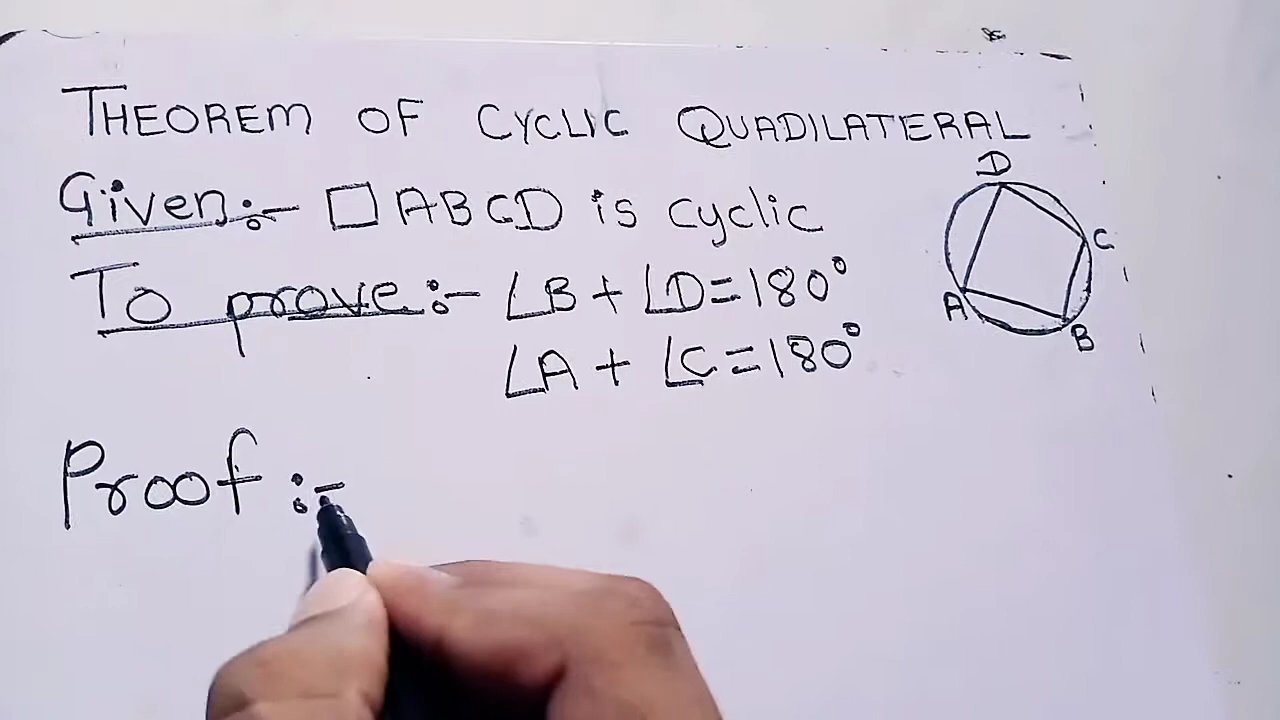 THEOREM OF CYCLIC QUADILATERAL
Given:- □ABCD is cyclic
To prove:- ∠B + ∠D = 180°
∠A + ∠C = 180°
D
C
A
B
Proof :-